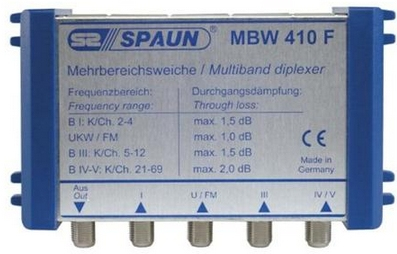 SPAUN® MBW 410 F
Mehrbereichsweiche / Multiband diplexer
Frequenzbereich: Durchgangsdämpfung:
Frequency range: Through loss:
B I: K/Ch. 2-4 max. 1,5 dB
UKW / FM max. 1,0 dB
B III: K/Ch. 5-12 max. 1,5 dB
B IV-V; K/Ch. 21-69 max. 2,0 dB
CE
Made in
Germany
Aus
Out I U / FM III IV / V